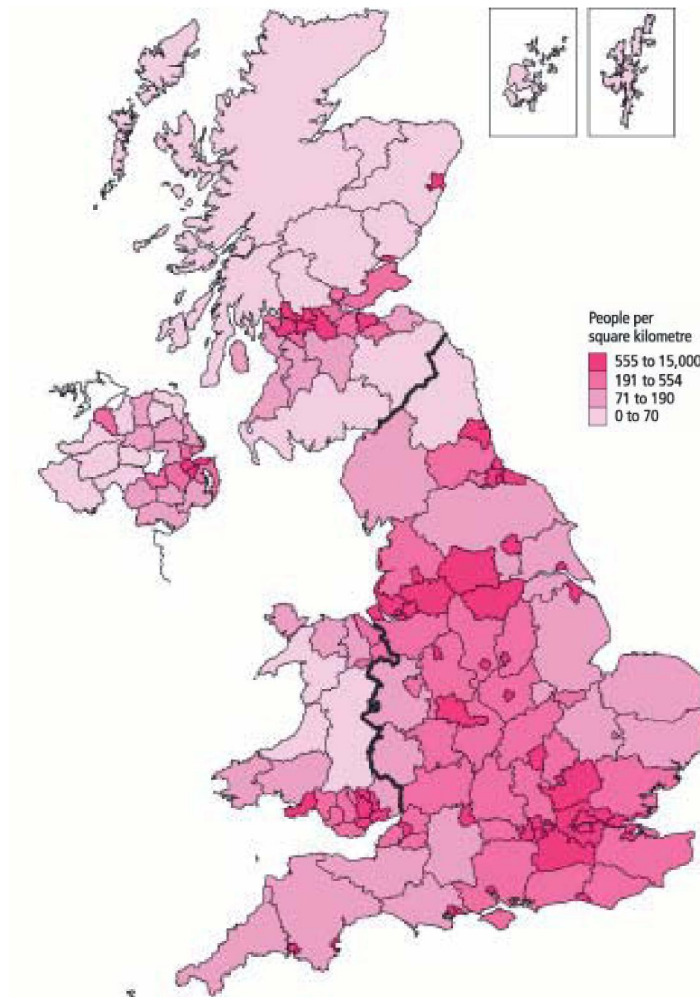 People per
square kilometre
555 to 15,000
191 to 554
71 to 190
0 to 70